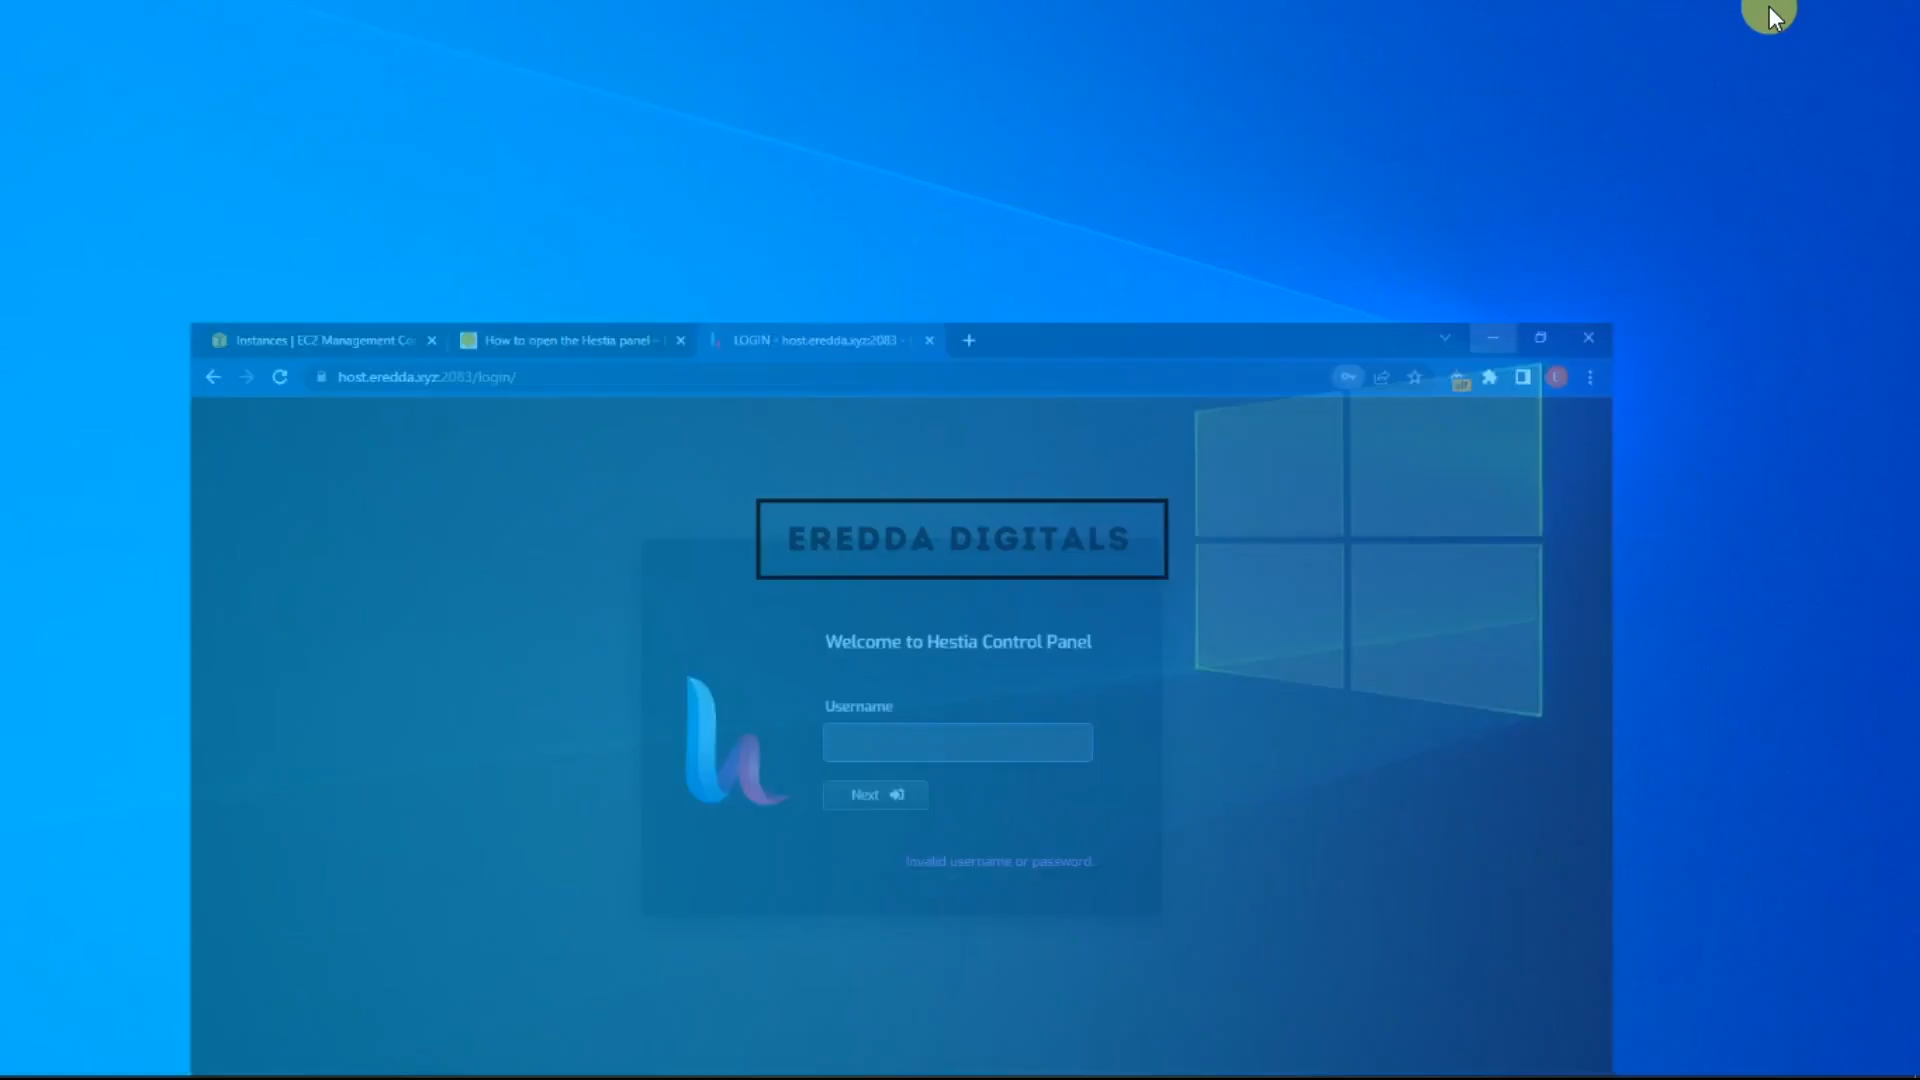 Instances | EC2 Management Co
How to open the Hestia panel -
LOGIN - host.eredda.xyz:2083 -
host.eredda.xyz:2083/login/
EREDDA DIGITALS
Welcome to Hestia Control Panel
Username
Next
Invalid username or password.